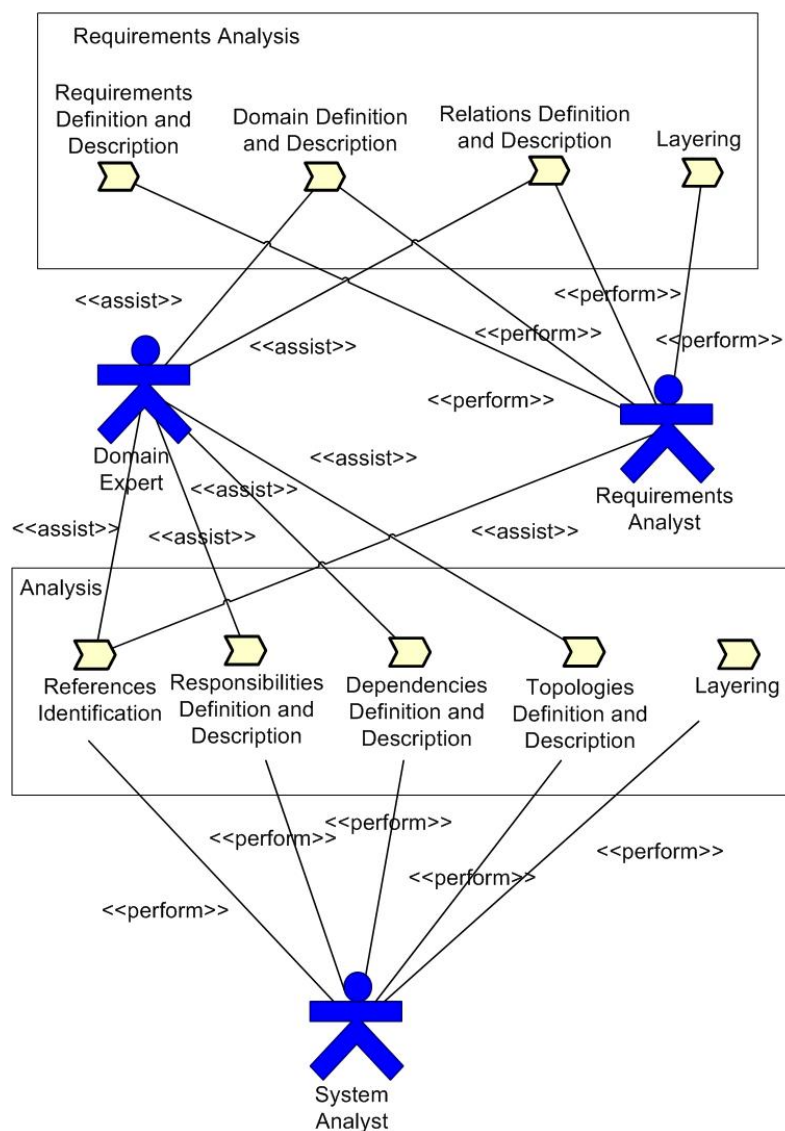 Requirements Analysis
Requirements
Definition and
Description
Domain Definition
and Description
Relations Definition
and Description
Layering
<<assist>>
<<assist>>
<<perform>>
<<perform>>
<<perform>>
<<perform>>
Domain
Expert
Requirements
Analyst
<<assist>>
<<assist>>
<<assist>>
<<assist>>
<<assist>>
Analysis
References
Identification
Responsibilities
Definition and
Description
Dependencies
Definition and
Description
Topologies
Definition and
Description
Layering
<<perform>>
<<perform>>
<<perform>>
<<perform>>
<<perform>>
System
Analyst